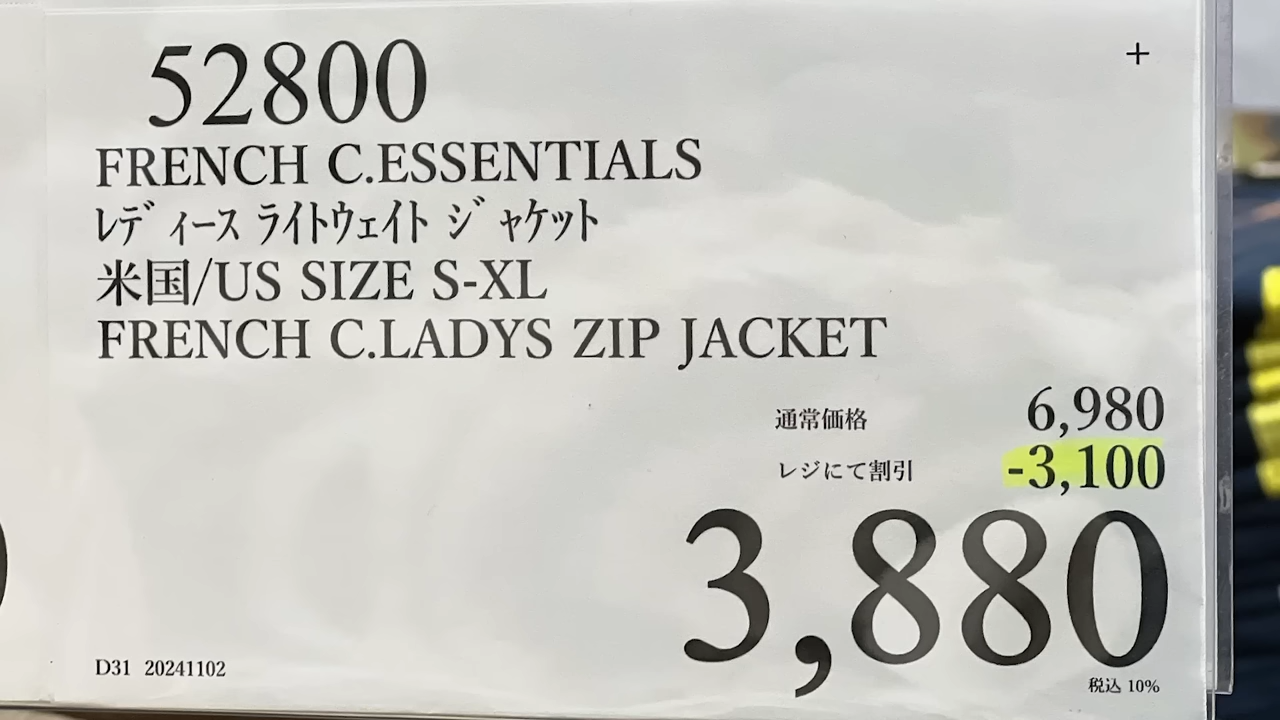 52800
+
FRENCH C.ESSENTIALS
レディース ライトウェイト ジャケット
米国/US SIZE S-XL
FRENCH C.LADYS ZIP JACKET
通常価格 6,980
レジにて割引 -3,100
3,880
税込 10%
D31 20241102